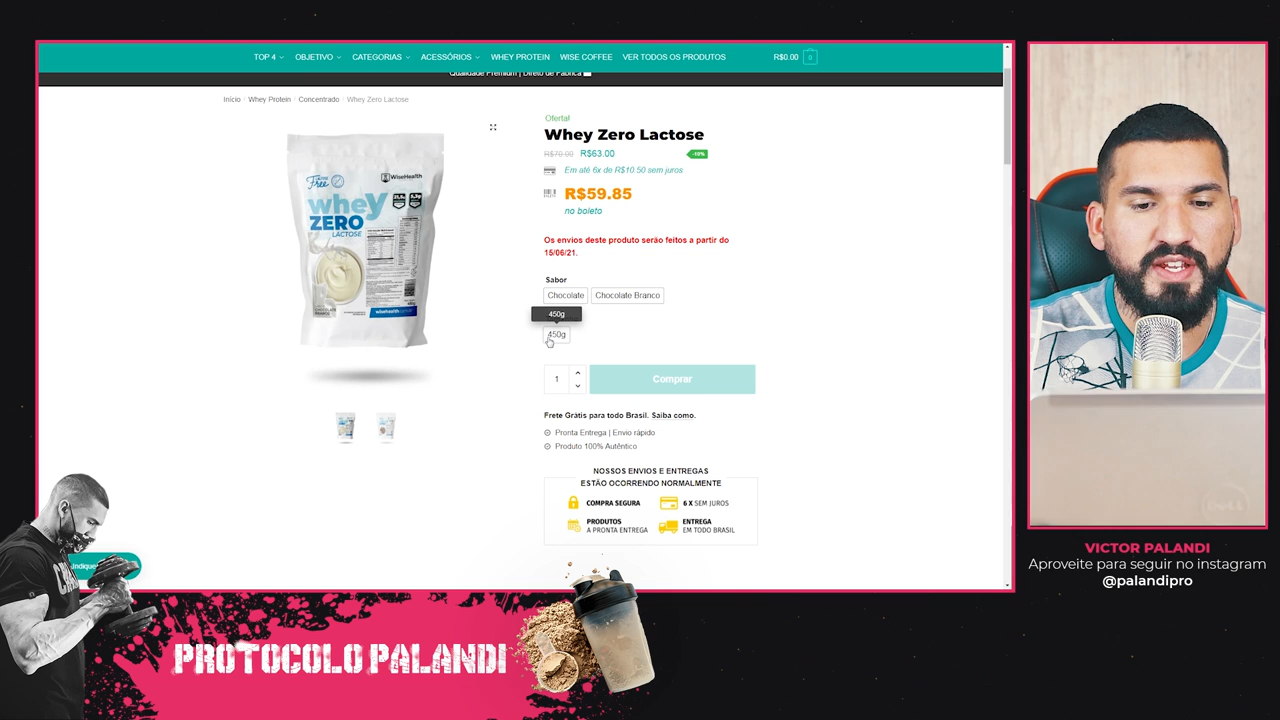 TOP 4
OBJETIVO
CATEGORIAS
ACESSÓRIOS
WHEY PROTEIN
WISE COFFEE
VER TODOS OS PRODUTOS
R$0.00
0
Qualidade Premium | Direto de Fábrica
Início / Whey Protein / Concentrado / Whey Zero Lactose
Oferta!
Whey Zero Lactose
R$70.00 R$63.00
-10%
Em até 6x de R$10.50 sem juros
R$59.85
no boleto
Os envios deste produto serão feitos a partir do
15/06/21.
Sabor
Chocolate
Chocolate Branco
450g
450g
1
Comprar
Frete Grátis para todo Brasil. Saiba como.
Pronta Entrega | Envio rápido
Produto 100% Autêntico
NOSSOS ENVIOS E ENTREGAS
ESTÃO OCORRENDO NORMALMENTE
COMPRA SEGURA
6 X SEM JUROS
PRODUTOS
A PRONTA ENTREGA
ENTREGA
EM TODO BRASIL
Free
WiseHealth
whey
ZERO
LACTOSE
CHOCOLATE
BRANCO
Indique
PROTOCOLO PALANDI
VICTOR PALANDI
Aproveite para seguir no instagram
@palandipro
DELL